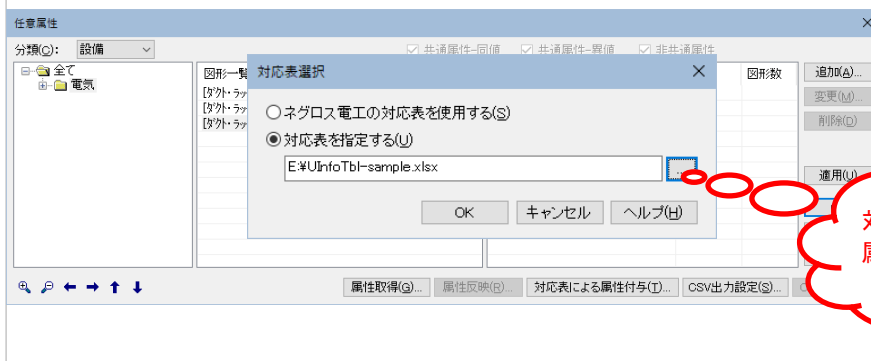 任意属性
分類(C): 設備
共通属性-同値 共通属性-異値 非共通属性
全て
電気
図形一覧
[ダクト・ラッ
[ダクト・ラッ
[ダクト・ラッ
図形数
追加(A)...
変更(M)...
削除(D)
適用(U)
対応表選択
ネグロス電工の対応表を使用する(S)
対応表を指定する(U)
E:¥UInfoTbl-sample.xlsx
...
OK キャンセル ヘルプ(H)
属性取得(G)... 属性反映(R)... 対応表による属性付与(T)... CSV出力設定(S)...